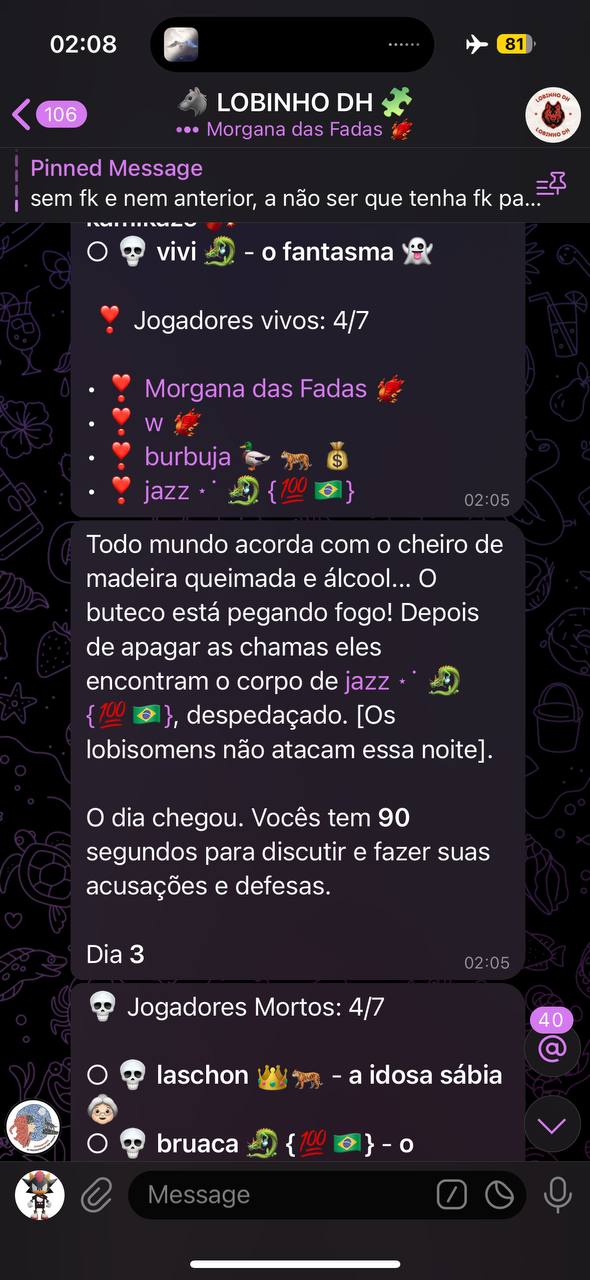 02:08
81
106
🐺 LOBINHO DH 🧩
Morgana das Fadas 🐦‍🔥
LOBINHO DH
LOBINHO DH
Pinned Message
sem fk e nem anterior, a não ser que tenha fk pa...
kamikaze
💀 vivi 🐉 - o fantasma 👻
❣️ Jogadores vivos: 4/7
• ❣️ Morgana das Fadas 🐦‍🔥
• ❣️ w 🐦‍🔥
• ❣️ burbuja 🦆 🐅 💰
• ❣️ jazz ⋆˙ 🐉 {💯 🇧🇷}
02:05
Todo mundo acorda com o cheiro de
madeira queimada e álcool... O
buteco está pegando fogo! Depois
de apagar as chamas eles
encontram o corpo de jazz ⋆˙ 🐉
{💯 🇧🇷}, despedaçado. [Os
lobisomens não atacam essa noite].
O dia chegou. Vocês tem 90
segundos para discutir e fazer suas
acusações e defesas.
Dia 3
02:05
💀 Jogadores Mortos: 4/7
40
@
💀 laschon 👑🐅 - a idosa sábia
👵🏻
💀 bruaca 🐉 {💯 🇧🇷} - o
Message